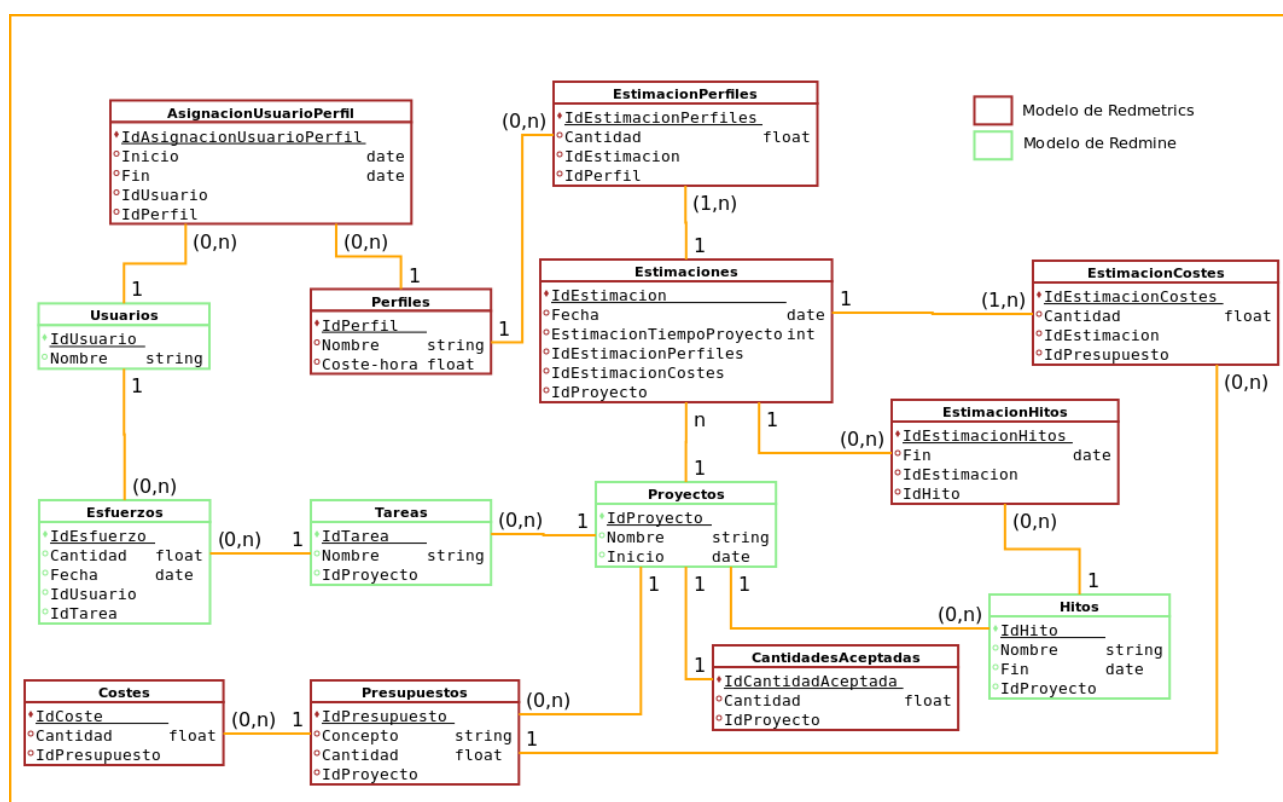 AsignacionUsuarioPerfil
IdAsignacionUsuarioPerfil
Inicio date
Fin date
IdUsuario
IdPerfil
(0,n)
(0,n)
1
1
EstimacionPerfiles
IdEstimacionPerfiles
Cantidad float
IdEstimacion
IdPerfil
(0,n)
(1,n)
1
Modelo de Redmetrics
Modelo de Redmine
Usuarios
IdUsuario
Nombre string
1
(0,n)
Perfiles
IdPerfil
Nombre string
Coste-hora float
1
Estimaciones
IdEstimacion
Fecha date
EstimacionTiempoProyecto int
IdEstimacionPerfiles
IdEstimacionCostes
IdProyecto
1
(1,n)
n
1
1
(0,n)
EstimacionCostes
IdEstimacionCostes
Cantidad float
IdEstimacion
IdPresupuesto
(0,n)
EstimacionHitos
IdEstimacionHitos
Fin date
IdEstimacion
IdHito
(0,n)
1
Esfuerzos
IdEsfuerzo
Cantidad float
Fecha date
IdUsuario
IdTarea
(0,n)
1
Tareas
IdTarea
Nombre string
IdProyecto
(0,n)
1
Proyectos
IdProyecto
Nombre string
Inicio date
1
1
1
(0,n)
Hitos
IdHito
Nombre string
Fin date
IdProyecto
1
CantidadesAceptadas
IdCantidadAceptada
Cantidad float
IdProyecto
Costes
IdCoste
Cantidad float
IdPresupuesto
(0,n)
1
Presupuestos
IdPresupuesto
Concepto string
Cantidad float
IdProyecto
(0,n)
1